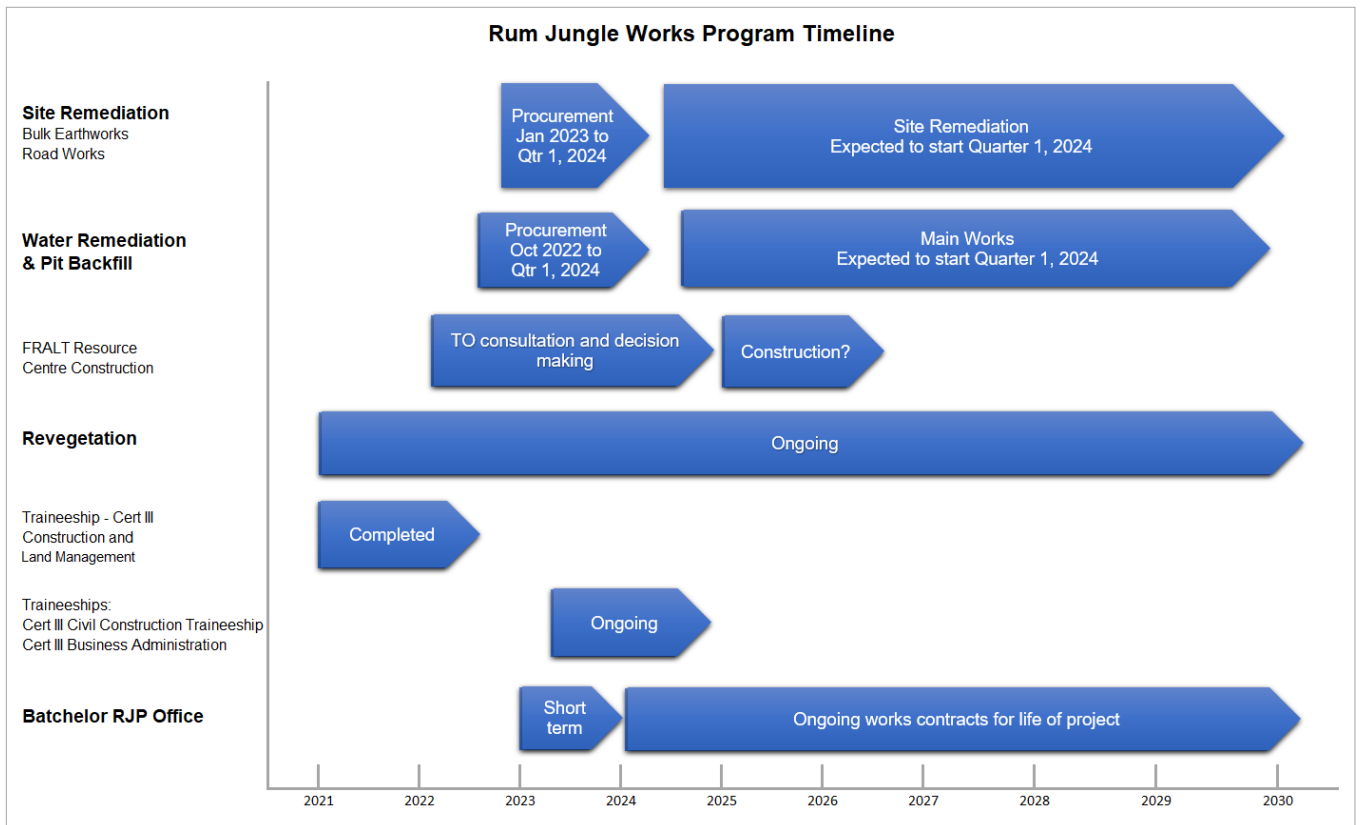 Rum Jungle Works Program Timeline
Site Remediation
Bulk Earthworks
Road Works
Procurement
Jan 2023 to
Qtr 1, 2024
Site Remediation
Expected to start Quarter 1, 2024
Water Remediation
& Pit Backfill
Procurement
Oct 2022 to
Qtr 1, 2024
Main Works
Expected to start Quarter 1, 2024
FRALT Resource
Centre Construction
TO consultation and decision
making
Construction?
Revegetation
Ongoing
Traineeship - Cert III
Construction and
Land Management
Completed
Traineeships:
Cert III Civil Construction Traineeship
Cert III Business Administration
Ongoing
Batchelor RJP Office
Short
term
Ongoing works contracts for life of project
2021 2022 2023 2024 2025 2026 2027 2028 2029 2030